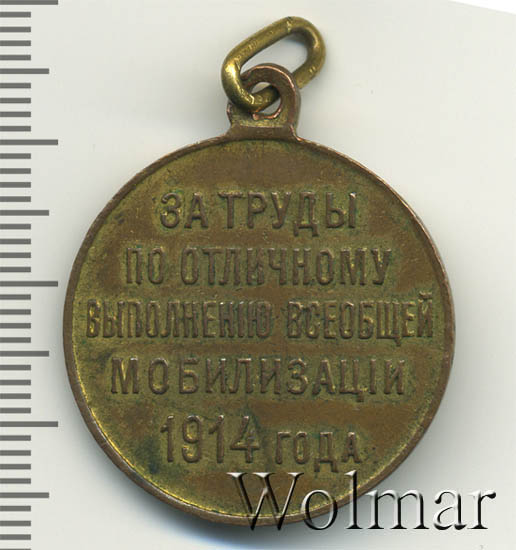 ЗА ТРУДЫ
ПО ОТЛИЧНОМУ
ВЫПОЛНЕНІЮ ВСЕОБЩЕЙ
МОБИЛИЗАЦІИ
1914 ГОДА.
Wolmar